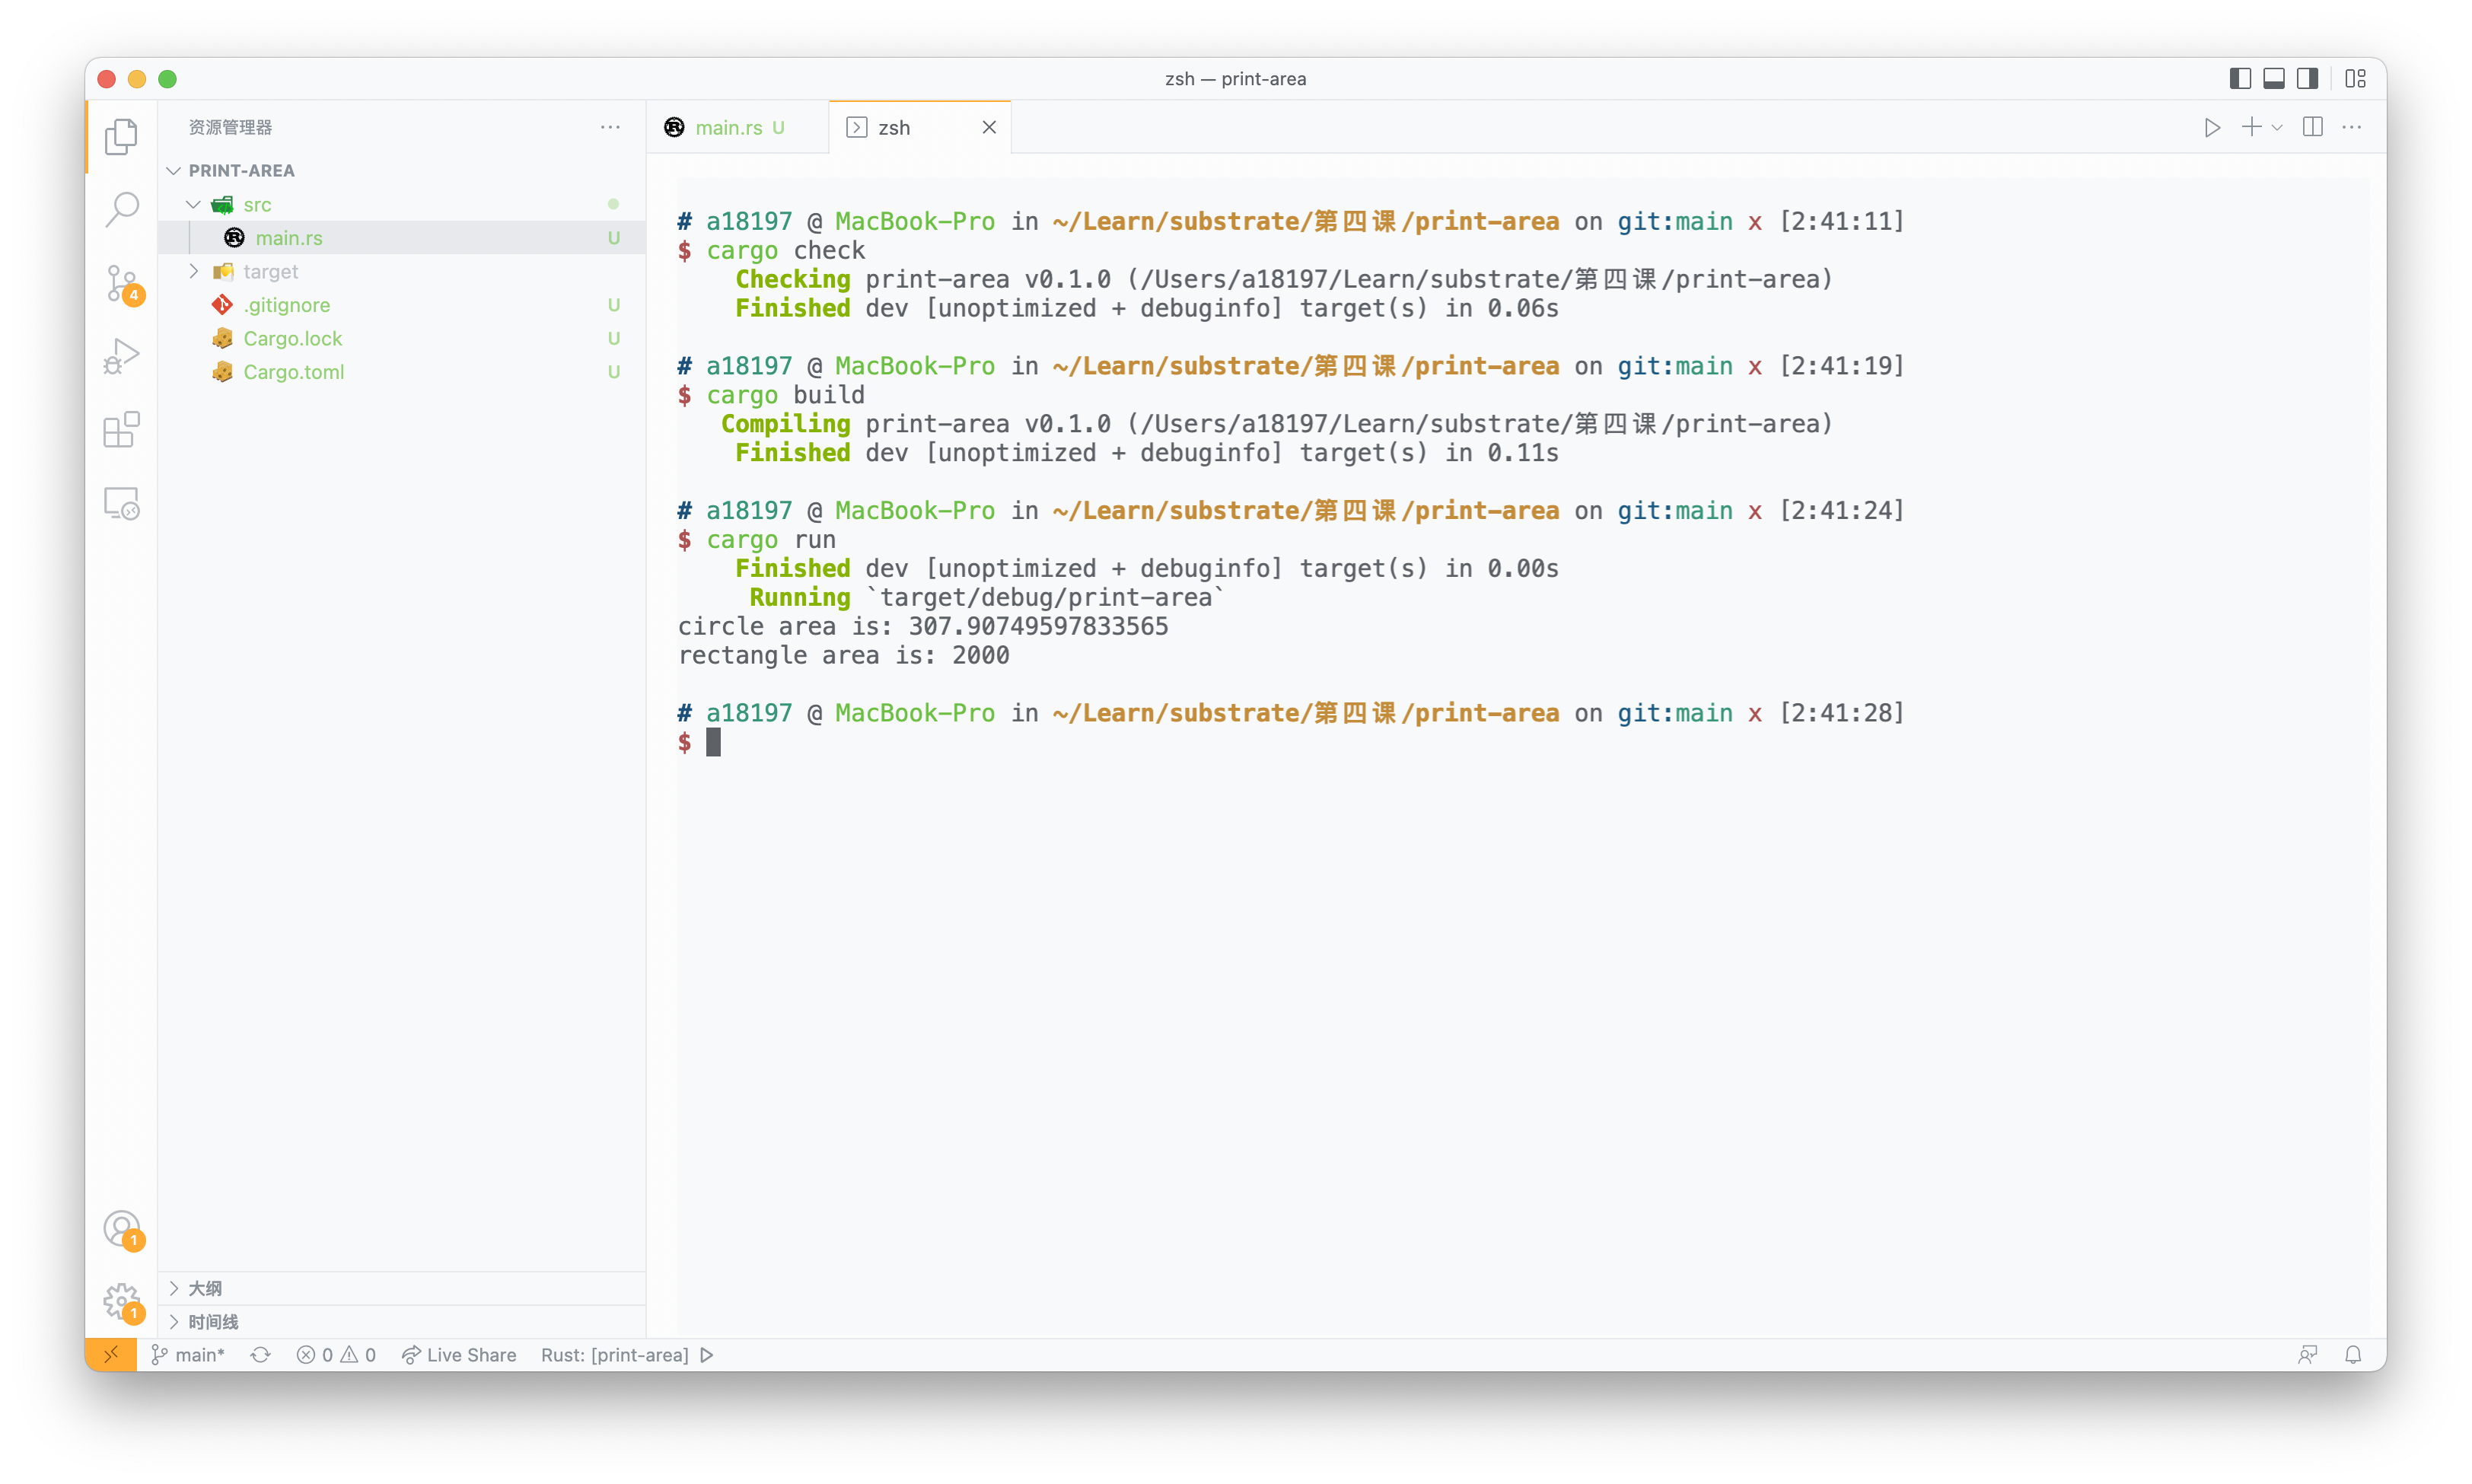 zsh — print-area
资源管理器
PRINT-AREA
src
main.rs U
target
.gitignore U
Cargo.lock U
Cargo.toml U
大纲
时间线
4
1
1
main.rs U
zsh
# a18197 @ MacBook-Pro in ~/Learn/substrate/第四课/print-area on git:main x [2:41:11]
$ cargo check
Checking print-area v0.1.0 (/Users/a18197/Learn/substrate/第四课/print-area)
Finished dev [unoptimized + debuginfo] target(s) in 0.06s
# a18197 @ MacBook-Pro in ~/Learn/substrate/第四课/print-area on git:main x [2:41:19]
$ cargo build
Compiling print-area v0.1.0 (/Users/a18197/Learn/substrate/第四课/print-area)
Finished dev [unoptimized + debuginfo] target(s) in 0.11s
# a18197 @ MacBook-Pro in ~/Learn/substrate/第四课/print-area on git:main x [2:41:24]
$ cargo run
Finished dev [unoptimized + debuginfo] target(s) in 0.00s
Running `target/debug/print-area`
circle area is: 307.90749597833565
rectangle area is: 2000
# a18197 @ MacBook-Pro in ~/Learn/substrate/第四课/print-area on git:main x [2:41:28]
$
main* 0 0 Live Share Rust: [print-area]